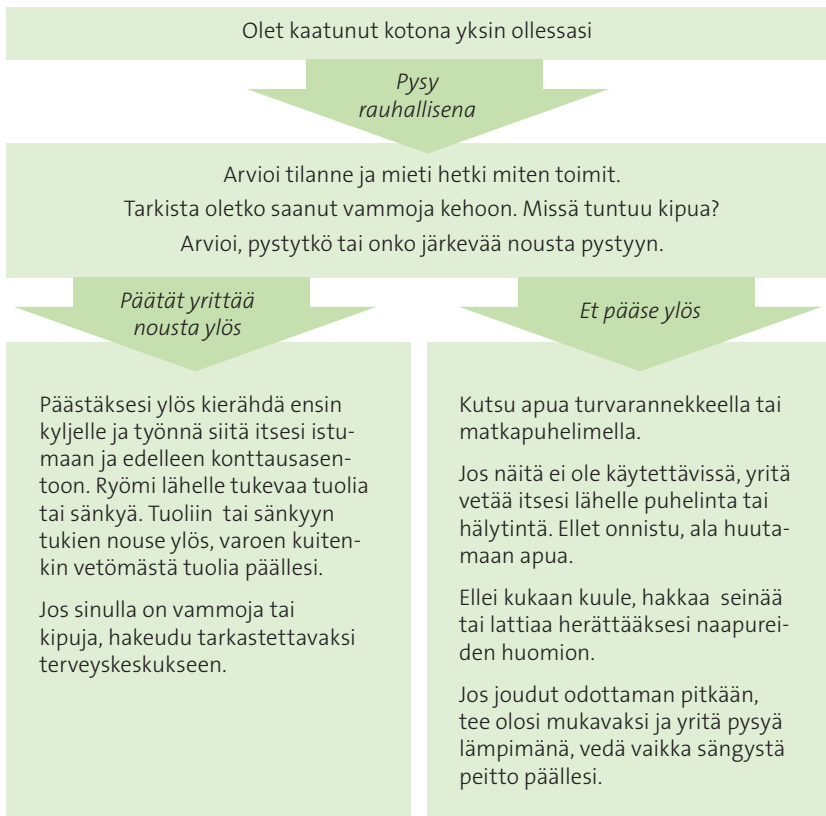 Olet kaatunut kotona yksin ollessasi
Pysy
rauhallisena
Arvioi tilanne ja mieti hetki miten toimit.
Tarkista oletko saanut vammoja kehoon. Missä tuntuu kipua?
Arvioi, pystytkö tai onko järkevää nousta pystyyn.
Päätät yrittää
nousta ylös
Päästäksesi ylös kierähdä ensin
kyljelle ja työnnä siitä itsesi istu-
maan ja edelleen konttausasen-
toon. Ryömi lähelle tukevaa tuolia
tai sänkyä. Tuoliin tai sänkyyn
tukien nouse ylös, varoen kuiten-
kin vetömästä tuolia päällesi.
Jos sinulla on vammoja tai
kipuja, hakeudu tarkastettavaksi
terveyskeskukseen.
Et pääse ylös
Kutsu apua turvarannekkeella tai
matkapuhelimella.
Jos näitä ei ole käytettävissä, yritä
vetää itsesi lähelle puhelinta tai
hälytintä. Ellet onnistu, ala huuta-
maan apua.
Ellei kukaan kuule, hakkaa seinää
tai lattiaa herättääksesi naapurei-
den huomion.
Jos joudut odottaman pitkään,
tee olosi mukavaksi ja yritä pysyä
lämpimänä, vedä vaikka sängystä
peitto päällesi.